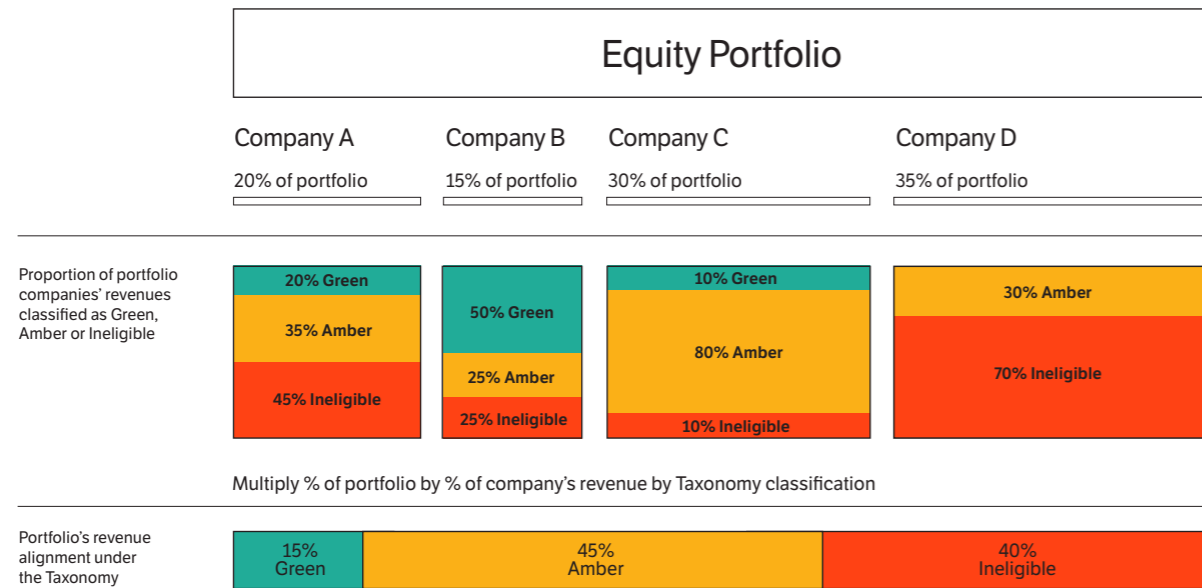 Equity Portfolio
Company A
20% of portfolio
Company B
15% of portfolio
Company C
30% of portfolio
Company D
35% of portfolio
Proportion of portfolio
companies’ revenues
classified as Green,
Amber or Ineligible
20% Green
35% Amber
45% Ineligible
50% Green
25% Amber
25% Ineligible
10% Green
80% Amber
10% Ineligible
30% Amber
70% Ineligible
Multiply % of portfolio by % of company’s revenue by Taxonomy classification
Portfolio’s revenue
alignment under
the Taxonomy
15%
Green
45%
Amber
40%
Ineligible